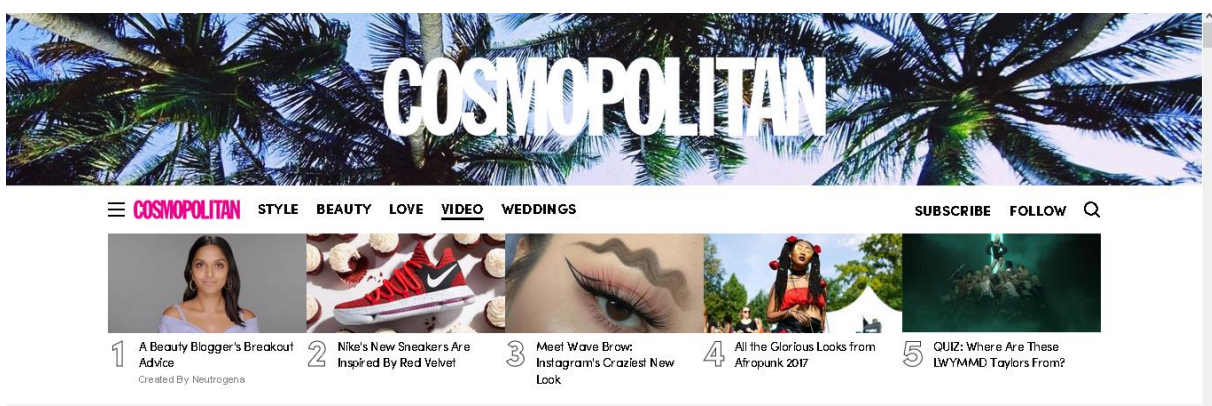 COSMOPOLITAN
COSMOPOLITAN STYLE BEAUTY LOVE VIDEO WEDDINGS SUBSCRIBE FOLLOW
1 A Beauty Blogger's Breakout
Advice
Created By Neutrogena
2 Nike's New Sneakers Are
Inspired By Red Velvet
3 Meet Wave Brow:
Instagram's Craziest New
Look
4 All the Glorious Looks from
Afropunk 2017
5 QUIZ: Where Are These
LWYMMD Taylors From?